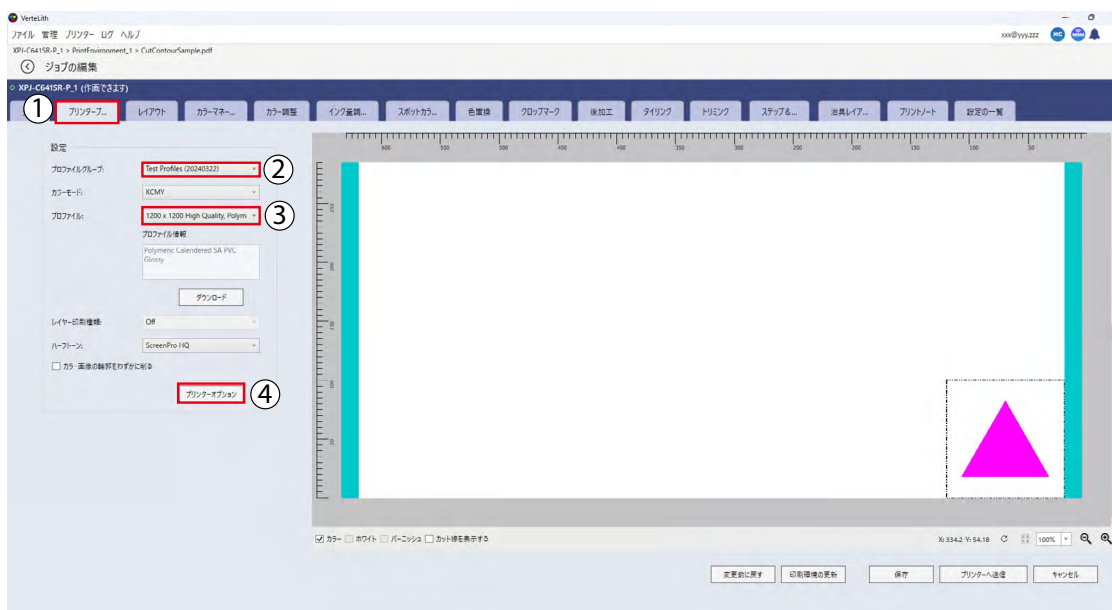 VerteLith
ファイル 管理 プリンター ログ ヘルプ
xxx@yyy.zzz MC
XPJ-C641SR-P_1 > PrintEnvironment_1 > CutContourSample.pdf
ジョブの編集
XPJ-C641SR-P_1 (作画できます)
① プリンタープ... レイアウト カラーマネー... カラー調整 インク量調... スポットカラ... 色置換 クロップマーク 後加工 タイリング トリミング ステップ&... 治具レイア... プリントノート 設定の一覧
設定
プロファイルグループ: Test Profiles (20240322) ②
カラーモード: KCMY
プロファイル: 1200 x 1200 High Quality, Polym ③
プロファイル情報
Polymeric Calendered SA PVC
Glossy
ダウンロード
レイヤー印刷種類: Off
ハーフトーン: ScreenPro HQ
カラー画像の輪郭をわずかに削る
プリンターオプション ④
カラー ホワイト バーニッシュ カット線を表示する
X: 334.2 Y: 54.18 100%
変更前に戻す 印刷環境の更新 保存 プリンターへ送信 キャンセル